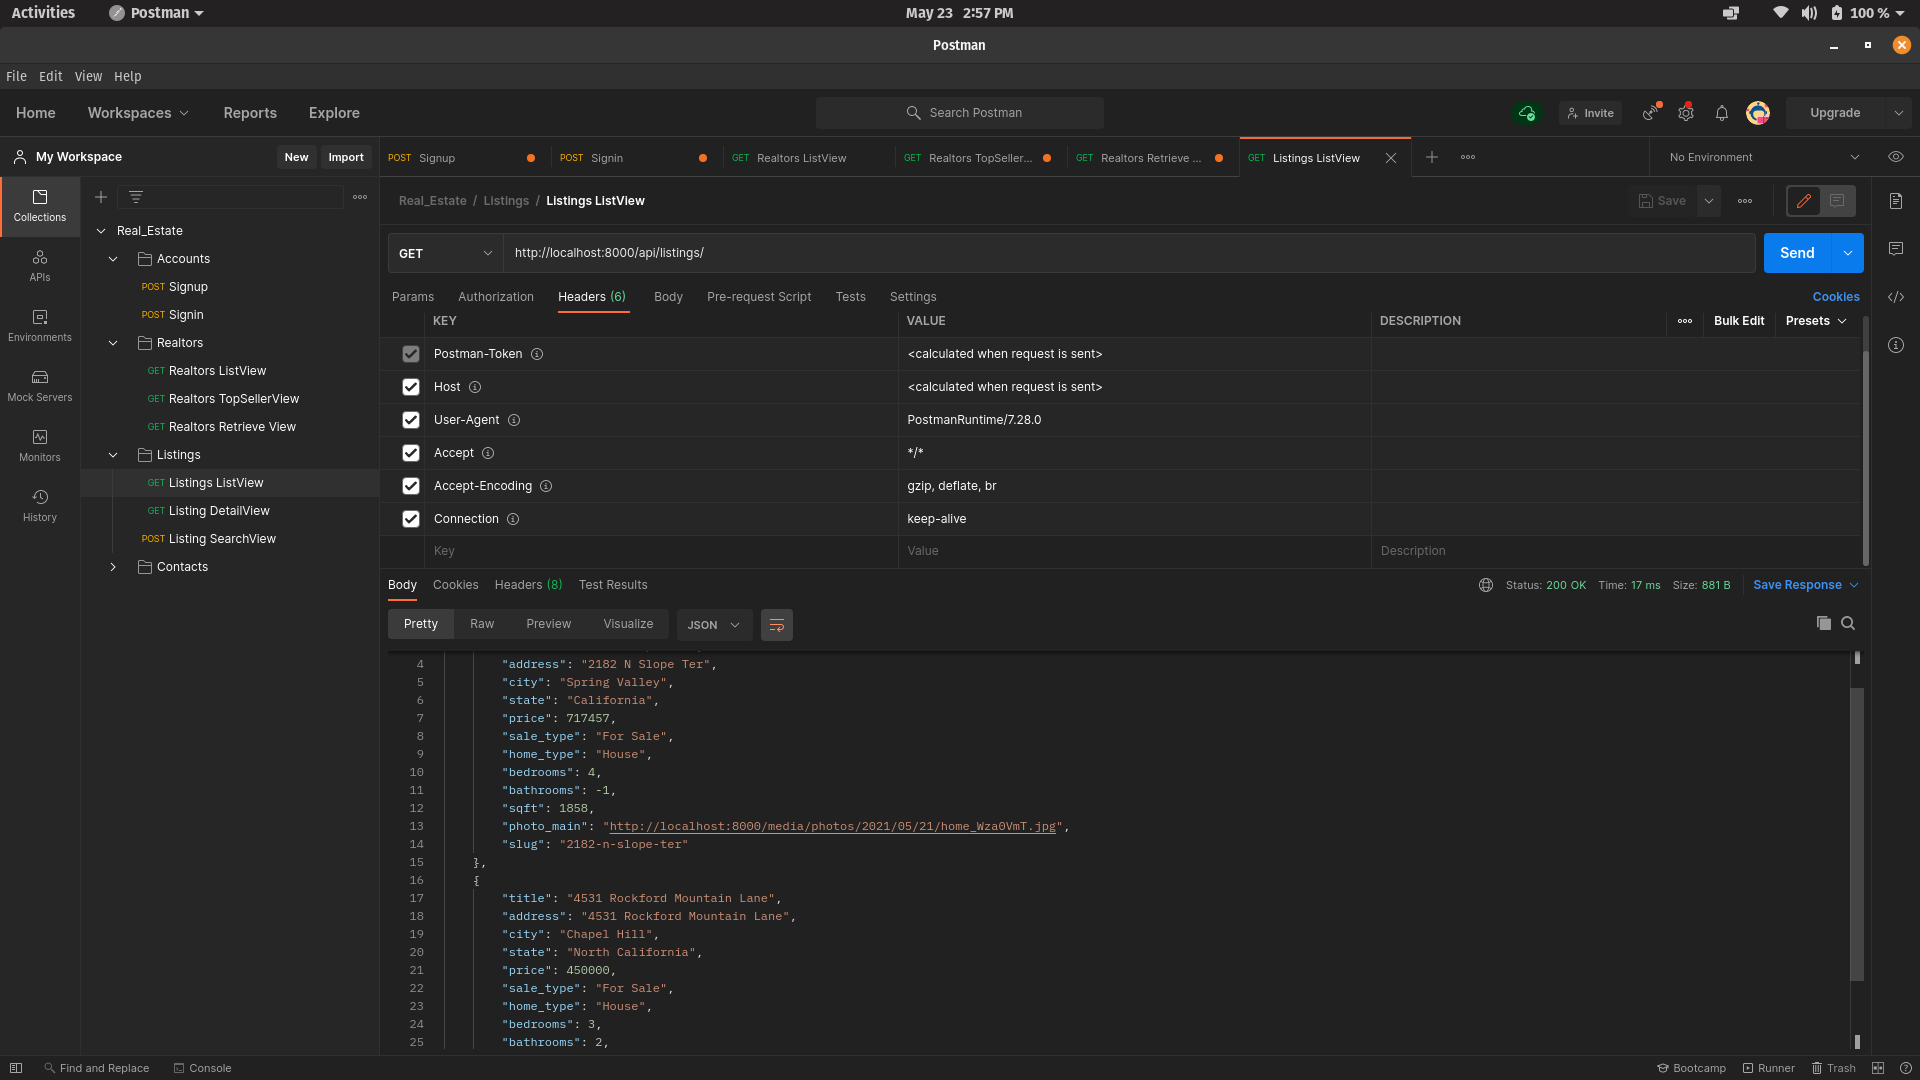 Activities
Postman
May 23 2:57 PM
100 %
Postman
File Edit View Help
Home Workspaces Reports Explore
Search Postman
Invite
Upgrade
My Workspace
New
Import
POST Signup
POST Signin
GET Realtors ListView
GET Realtors TopSeller...
GET Realtors Retrieve ...
GET Listings ListView
No Environment
Collections
APIs
Environments
Mock Servers
Monitors
History
Real_Estate
Accounts
POST Signup
POST Signin
Realtors
GET Realtors ListView
GET Realtors TopSellerView
GET Realtors Retrieve View
Listings
GET Listings ListView
GET Listing DetailView
POST Listing SearchView
Contacts
Real_Estate / Listings / Listings ListView
Save
GET
http://localhost:8000/api/listings/
Send
Params Authorization Headers (6) Body Pre-request Script Tests Settings
Cookies
KEY VALUE DESCRIPTION
Bulk Edit Presets
Postman-Token <calculated when request is sent>
Host <calculated when request is sent>
User-Agent PostmanRuntime/7.28.0
Accept */*
Accept-Encoding gzip, deflate, br
Connection keep-alive
Key Value Description
Body Cookies Headers (8) Test Results
Status: 200 OK Time: 17 ms Size: 881 B
Save Response
Pretty Raw Preview Visualize JSON
4 "address": "2182 N Slope Ter",
5 "city": "Spring Valley",
6 "state": "California",
7 "price": 717457,
8 "sale_type": "For Sale",
9 "home_type": "House",
10 "bedrooms": 4,
11 "bathrooms": -1,
12 "sqft": 1858,
13 "photo_main": "http://localhost:8000/media/photos/2021/05/21/home_Wza0VmT.jpg",
14 "slug": "2182-n-slope-ter"
15 },
16 {
17 "title": "4531 Rockford Mountain Lane",
18 "address": "4531 Rockford Mountain Lane",
19 "city": "Chapel Hill",
20 "state": "North California",
21 "price": 450000,
22 "sale_type": "For Sale",
23 "home_type": "House",
24 "bedrooms": 3,
25 "bathrooms": 2,
Find and Replace
Console
Bootcamp
Runner
Trash